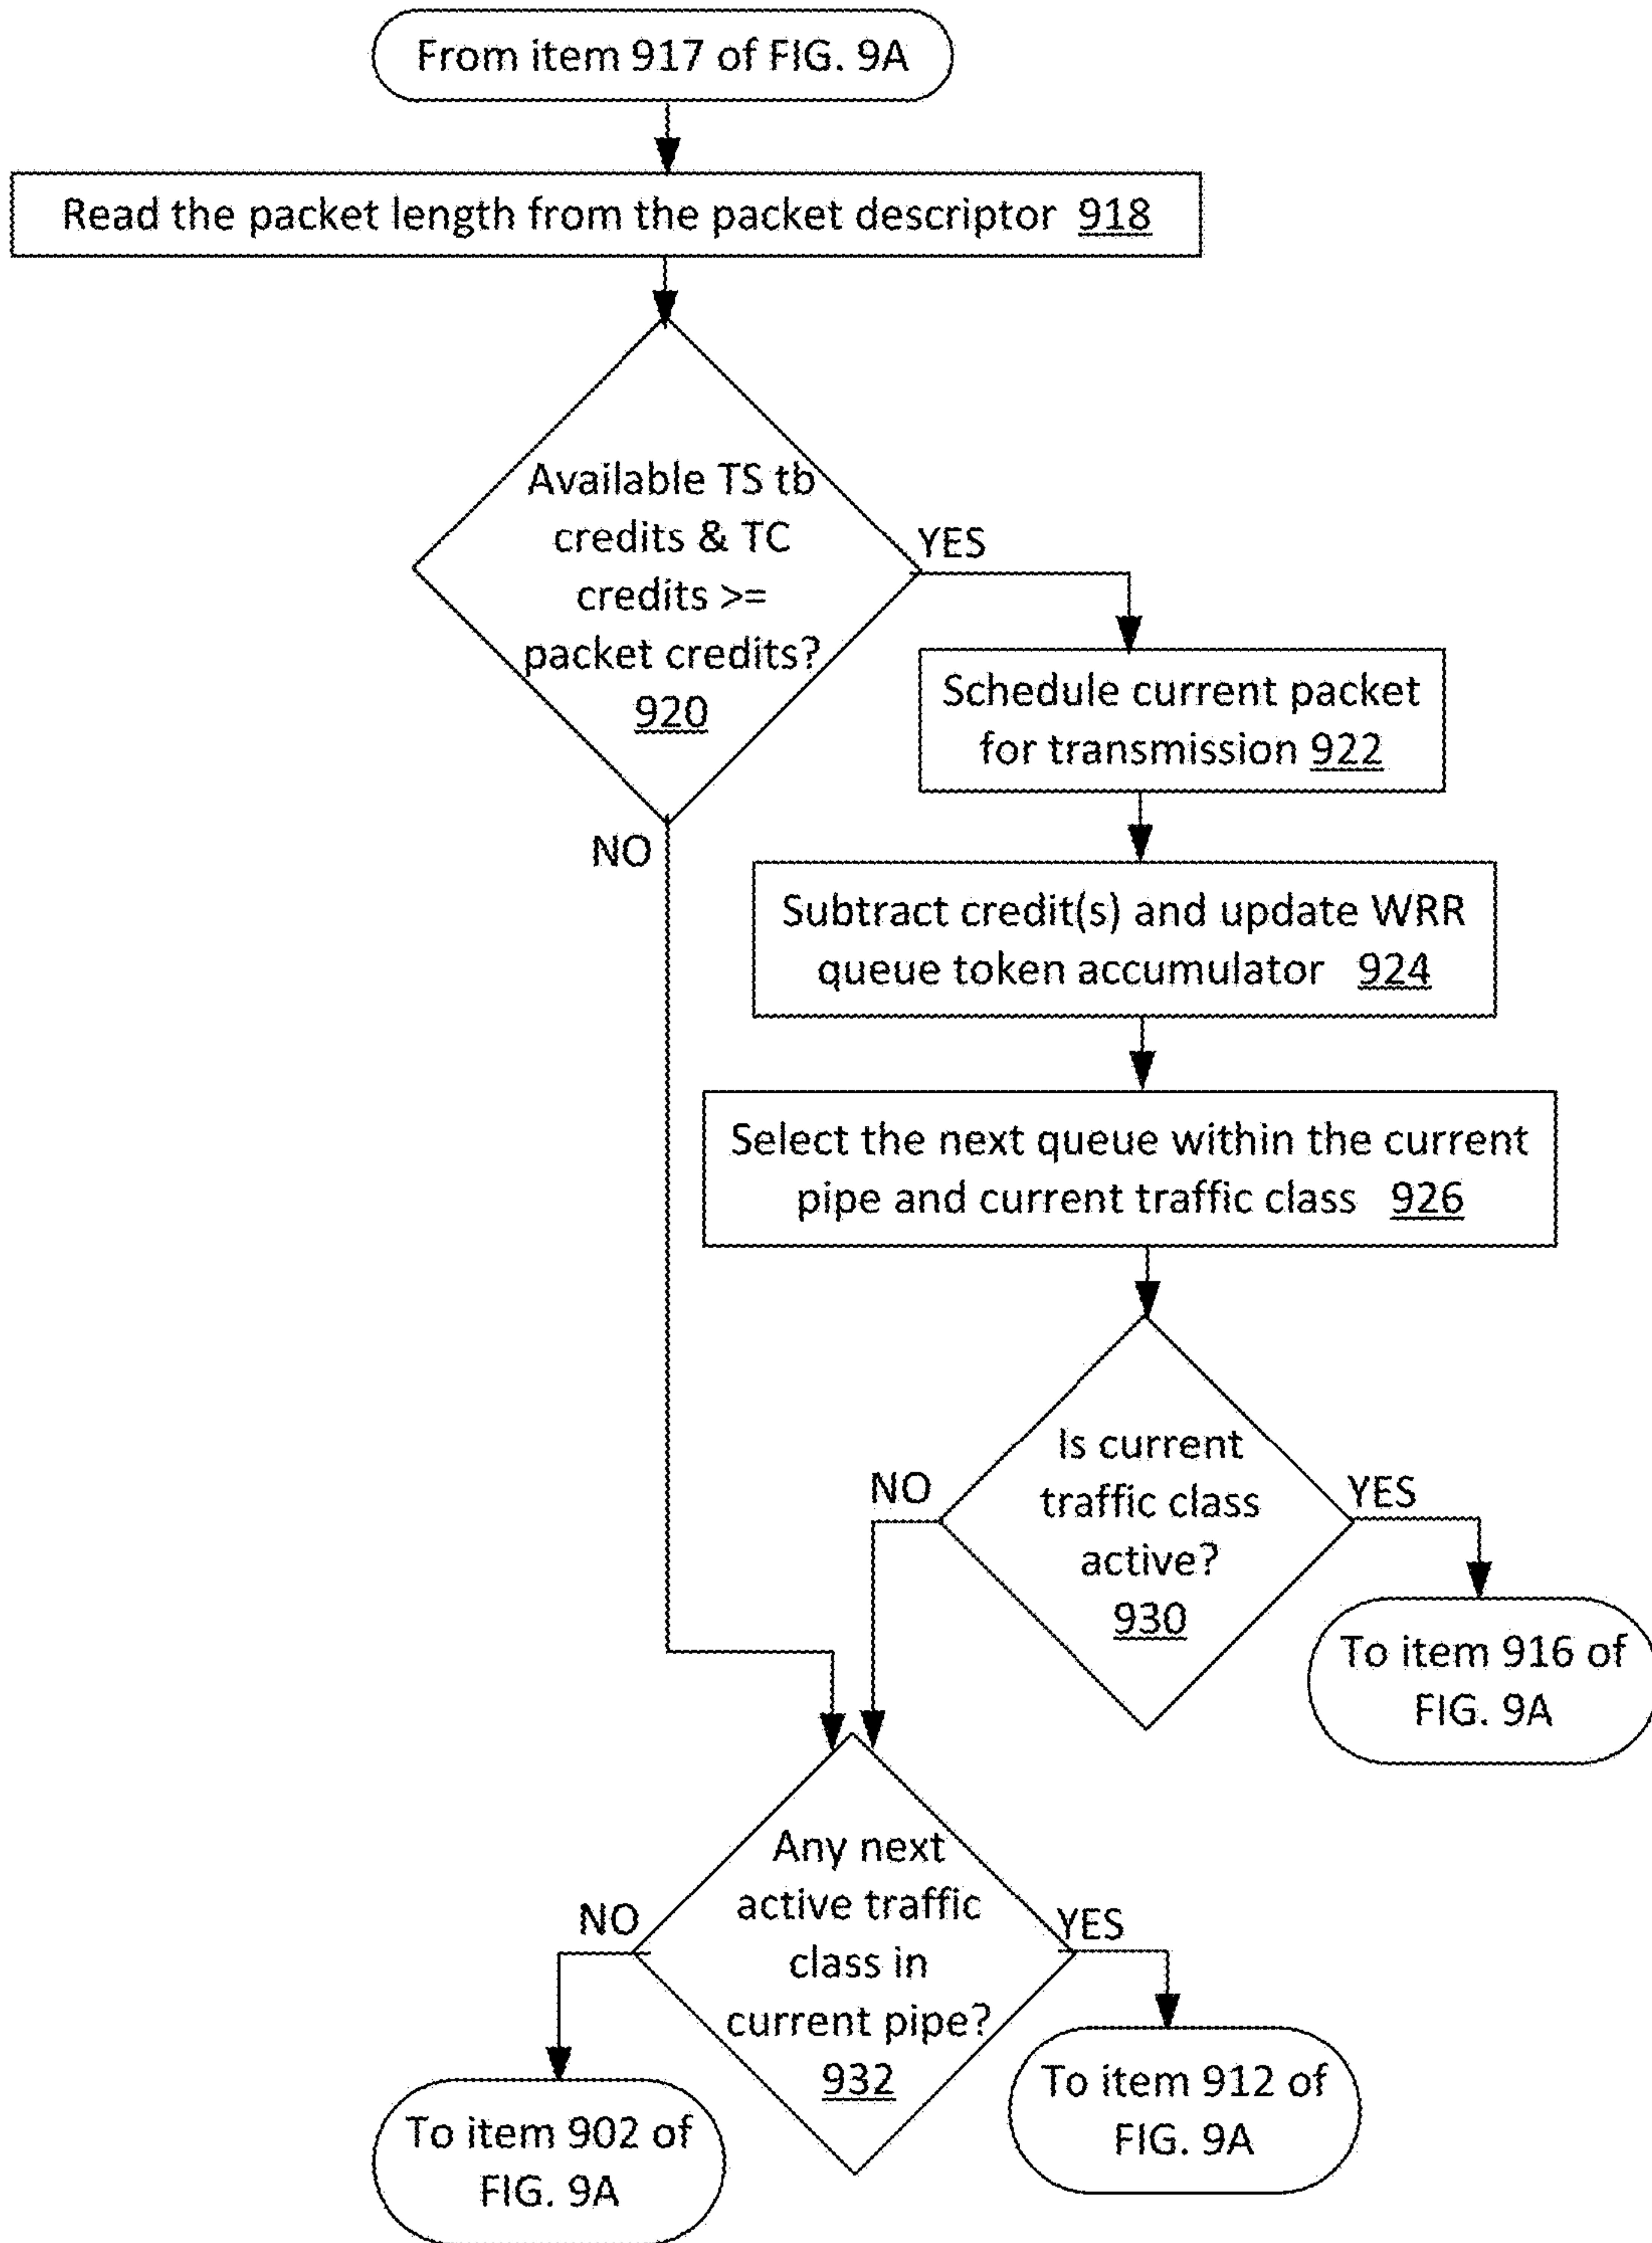 From item 917 of FIG. 9A
Read the packet length from the packet descriptor 918
Available TS tb
credits & TC
credits >=
packet credits?
920
YES
NO
Schedule current packet
for transmission 922
Subtract credit(s) and update WRR
queue token accumulator 924
Select the next queue within the current
pipe and current traffic class 926
Is current
traffic class
active?
930
NO
YES
To item 916 of
FIG. 9A
Any next
active traffic
class in
current pipe?
932
NO
YES
To item 902 of
FIG. 9A
To item 912 of
FIG. 9A